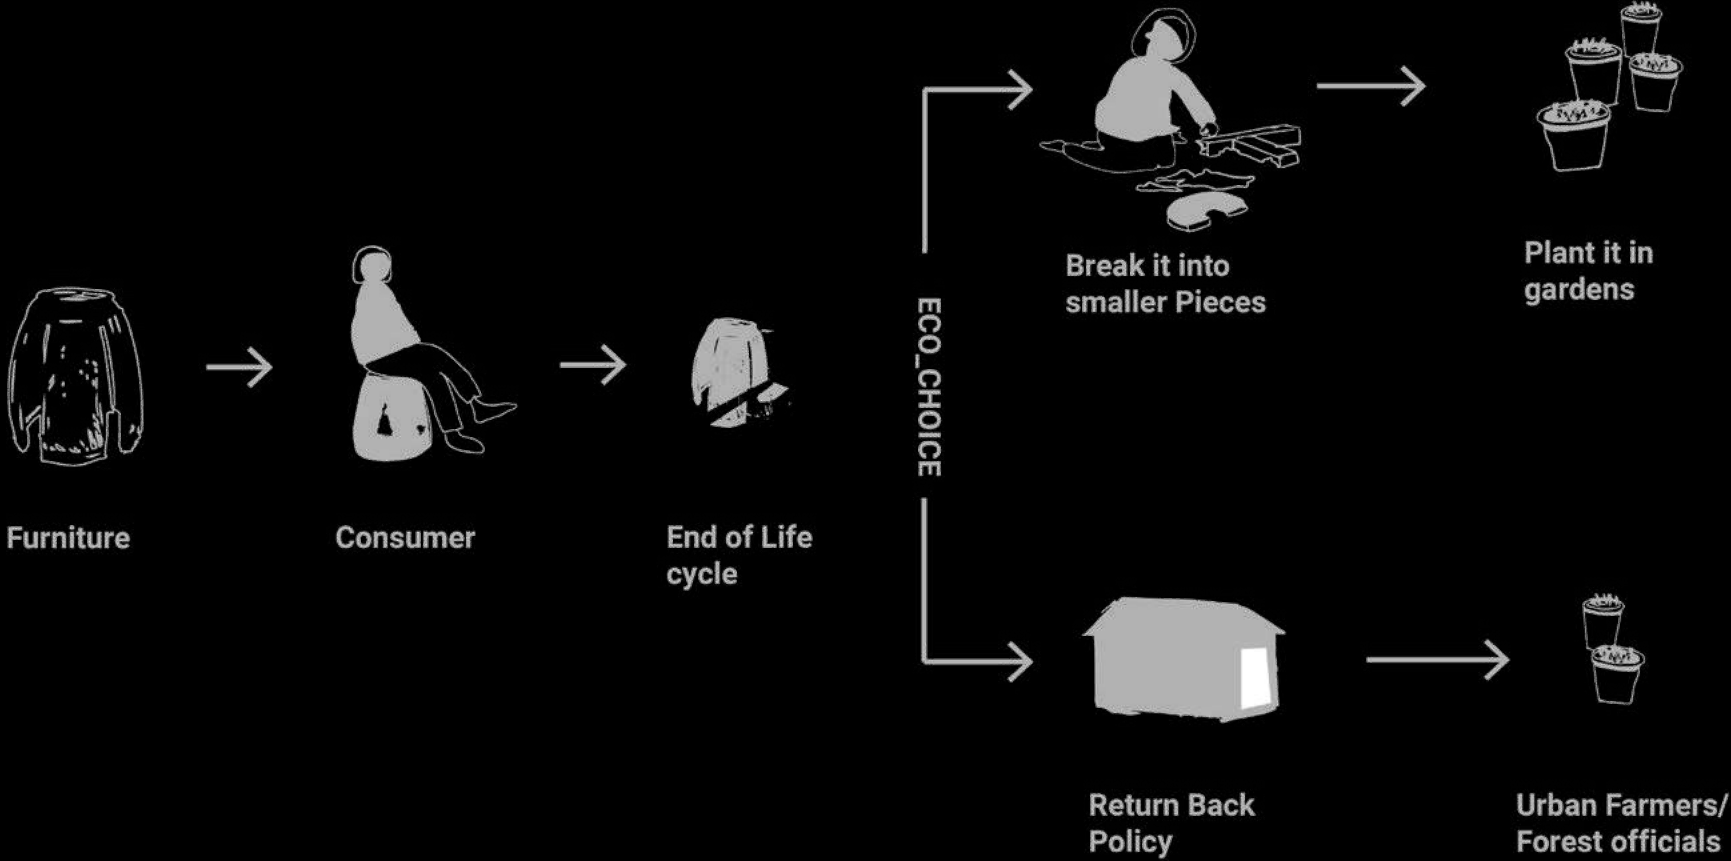 Furniture
Consumer
End of Life
cycle
ECO_CHOICE
Break it into
smaller Pieces
Plant it in
gardens
Return Back
Policy
Urban Farmers/
Forest officials